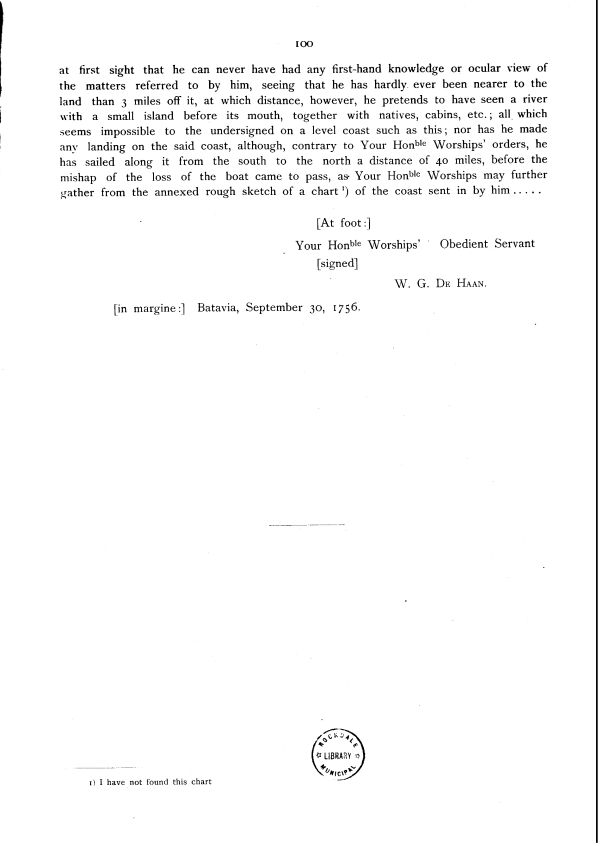 100
at first sight that he can never have had any first-hand knowledge or ocular view of
the matters referred to by him, seeing that he has hardly ever been nearer to the
land than 3 miles off it, at which distance, however, he pretends to have seen a river
with a small island before its mouth, together with natives, cabins, etc.; all which
seems impossible to the undersigned on a level coast such as this; nor has he made
any landing on the said coast, although, contrary to Your Honble Worships' orders, he
has sailed along it from the south to the north a distance of 40 miles, before the
mishap of the loss of the boat came to pass, as Your Honble Worships may further
gather from the annexed rough sketch of a chart ¹) of the coast sent in by him .....
[At foot:]
Your Honble Worships' Obedient Servant
[signed]
W. G. De Haan.
[in margine:] Batavia, September 30, 1756.
ROCKDALE
LIBRARY
MUNICIPAL
1) I have not found this chart